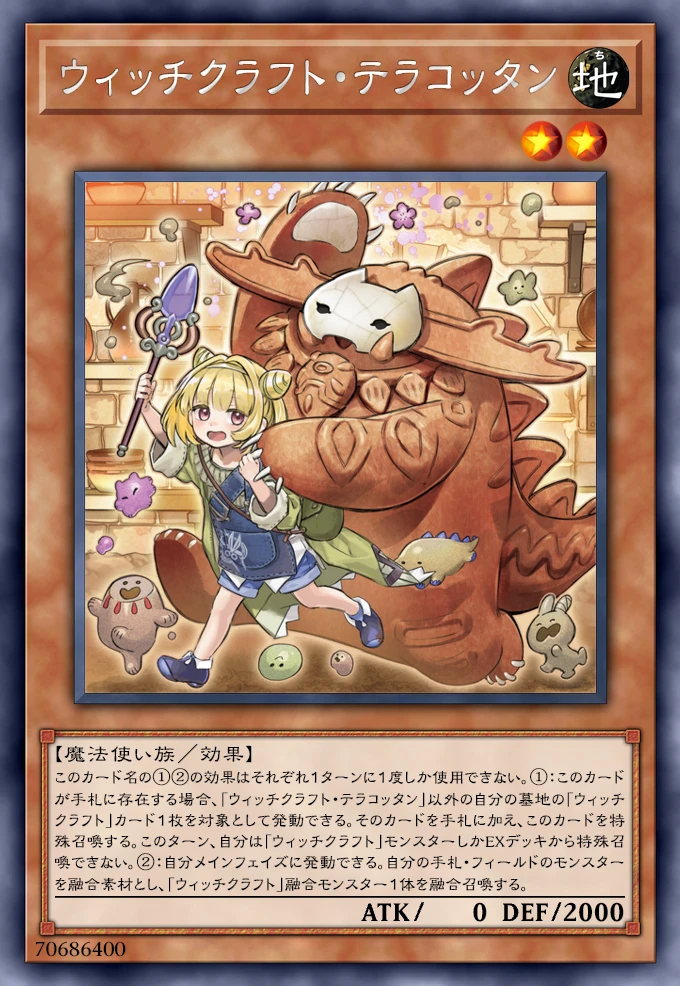 ウィッチクラフト・テラコッタン
ち
地
【魔法使い族／効果】
このカード名の①②の効果はそれぞれ1ターンに1度しか使用できない。①：このカード
が手札に存在する場合、「ウィッチクラフト・テラコッタン」以外の自分の墓地の「ウィッチ
クラフト」カード1枚を対象として発動できる。そのカードを手札に加え、このカードを特
殊召喚する。このターン、自分は「ウィッチクラフト」モンスターしかEXデッキから特殊召
喚できない。②：自分メインフェイズに発動できる。自分の手札・フィールドのモンスター
を融合素材とし、「ウィッチクラフト」融合モンスター1体を融合召喚する。
ATK/ 0 DEF/2000
70686400